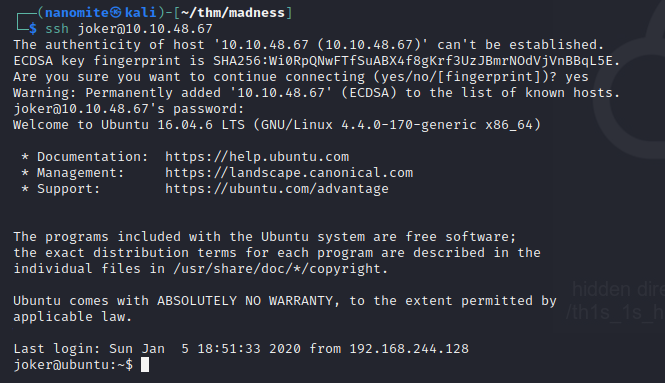 ┌──(nanomite㉿kali)-[~/thm/madness]
└─$ ssh joker@10.10.48.67
The authenticity of host '10.10.48.67 (10.10.48.67)' can't be established.
ECDSA key fingerprint is SHA256:Wi0RpQNwFTfSuABX4f8gKrf3UzJBmrNOdVjVnBBqL5E.
Are you sure you want to continue connecting (yes/no/[fingerprint])? yes
Warning: Permanently added '10.10.48.67' (ECDSA) to the list of known hosts.
joker@10.10.48.67's password:
Welcome to Ubuntu 16.04.6 LTS (GNU/Linux 4.4.0-170-generic x86_64)
* Documentation: https://help.ubuntu.com
* Management: https://landscape.canonical.com
* Support: https://ubuntu.com/advantage
The programs included with the Ubuntu system are free software;
the exact distribution terms for each program are described in the
individual files in /usr/share/doc/*/copyright.
hidden dire
/th1s_1s_h
Ubuntu comes with ABSOLUTELY NO WARRANTY, to the extent permitted by
applicable law.
Last login: Sun Jan  5 18:51:33 2020 from 192.168.244.128
joker@ubuntu:~$